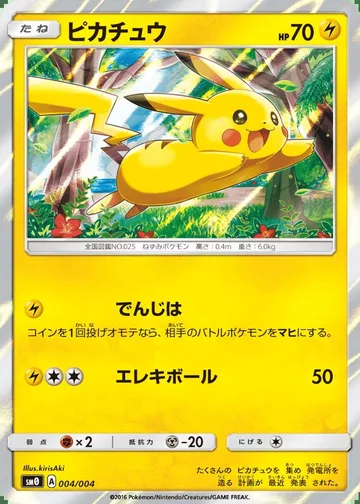 たね ピカチュウ HP70
全国図鑑NO.025 ねずみポケモン 高さ:0.4m 重さ:6.0kg
でんじは
コインを1回投げオモテなら、相手のバトルポケモンをマヒにする。
エレキボール 50
弱点 ×2 抵抗力 -20 にげる
Illus.kirisAki
SM0 A 004/004
たくさんの ピカチュウを 集め 発電所を
造る 計画が 最近 発表 された。
©2016 Pokémon/Nintendo/Creatures/GAME FREAK.